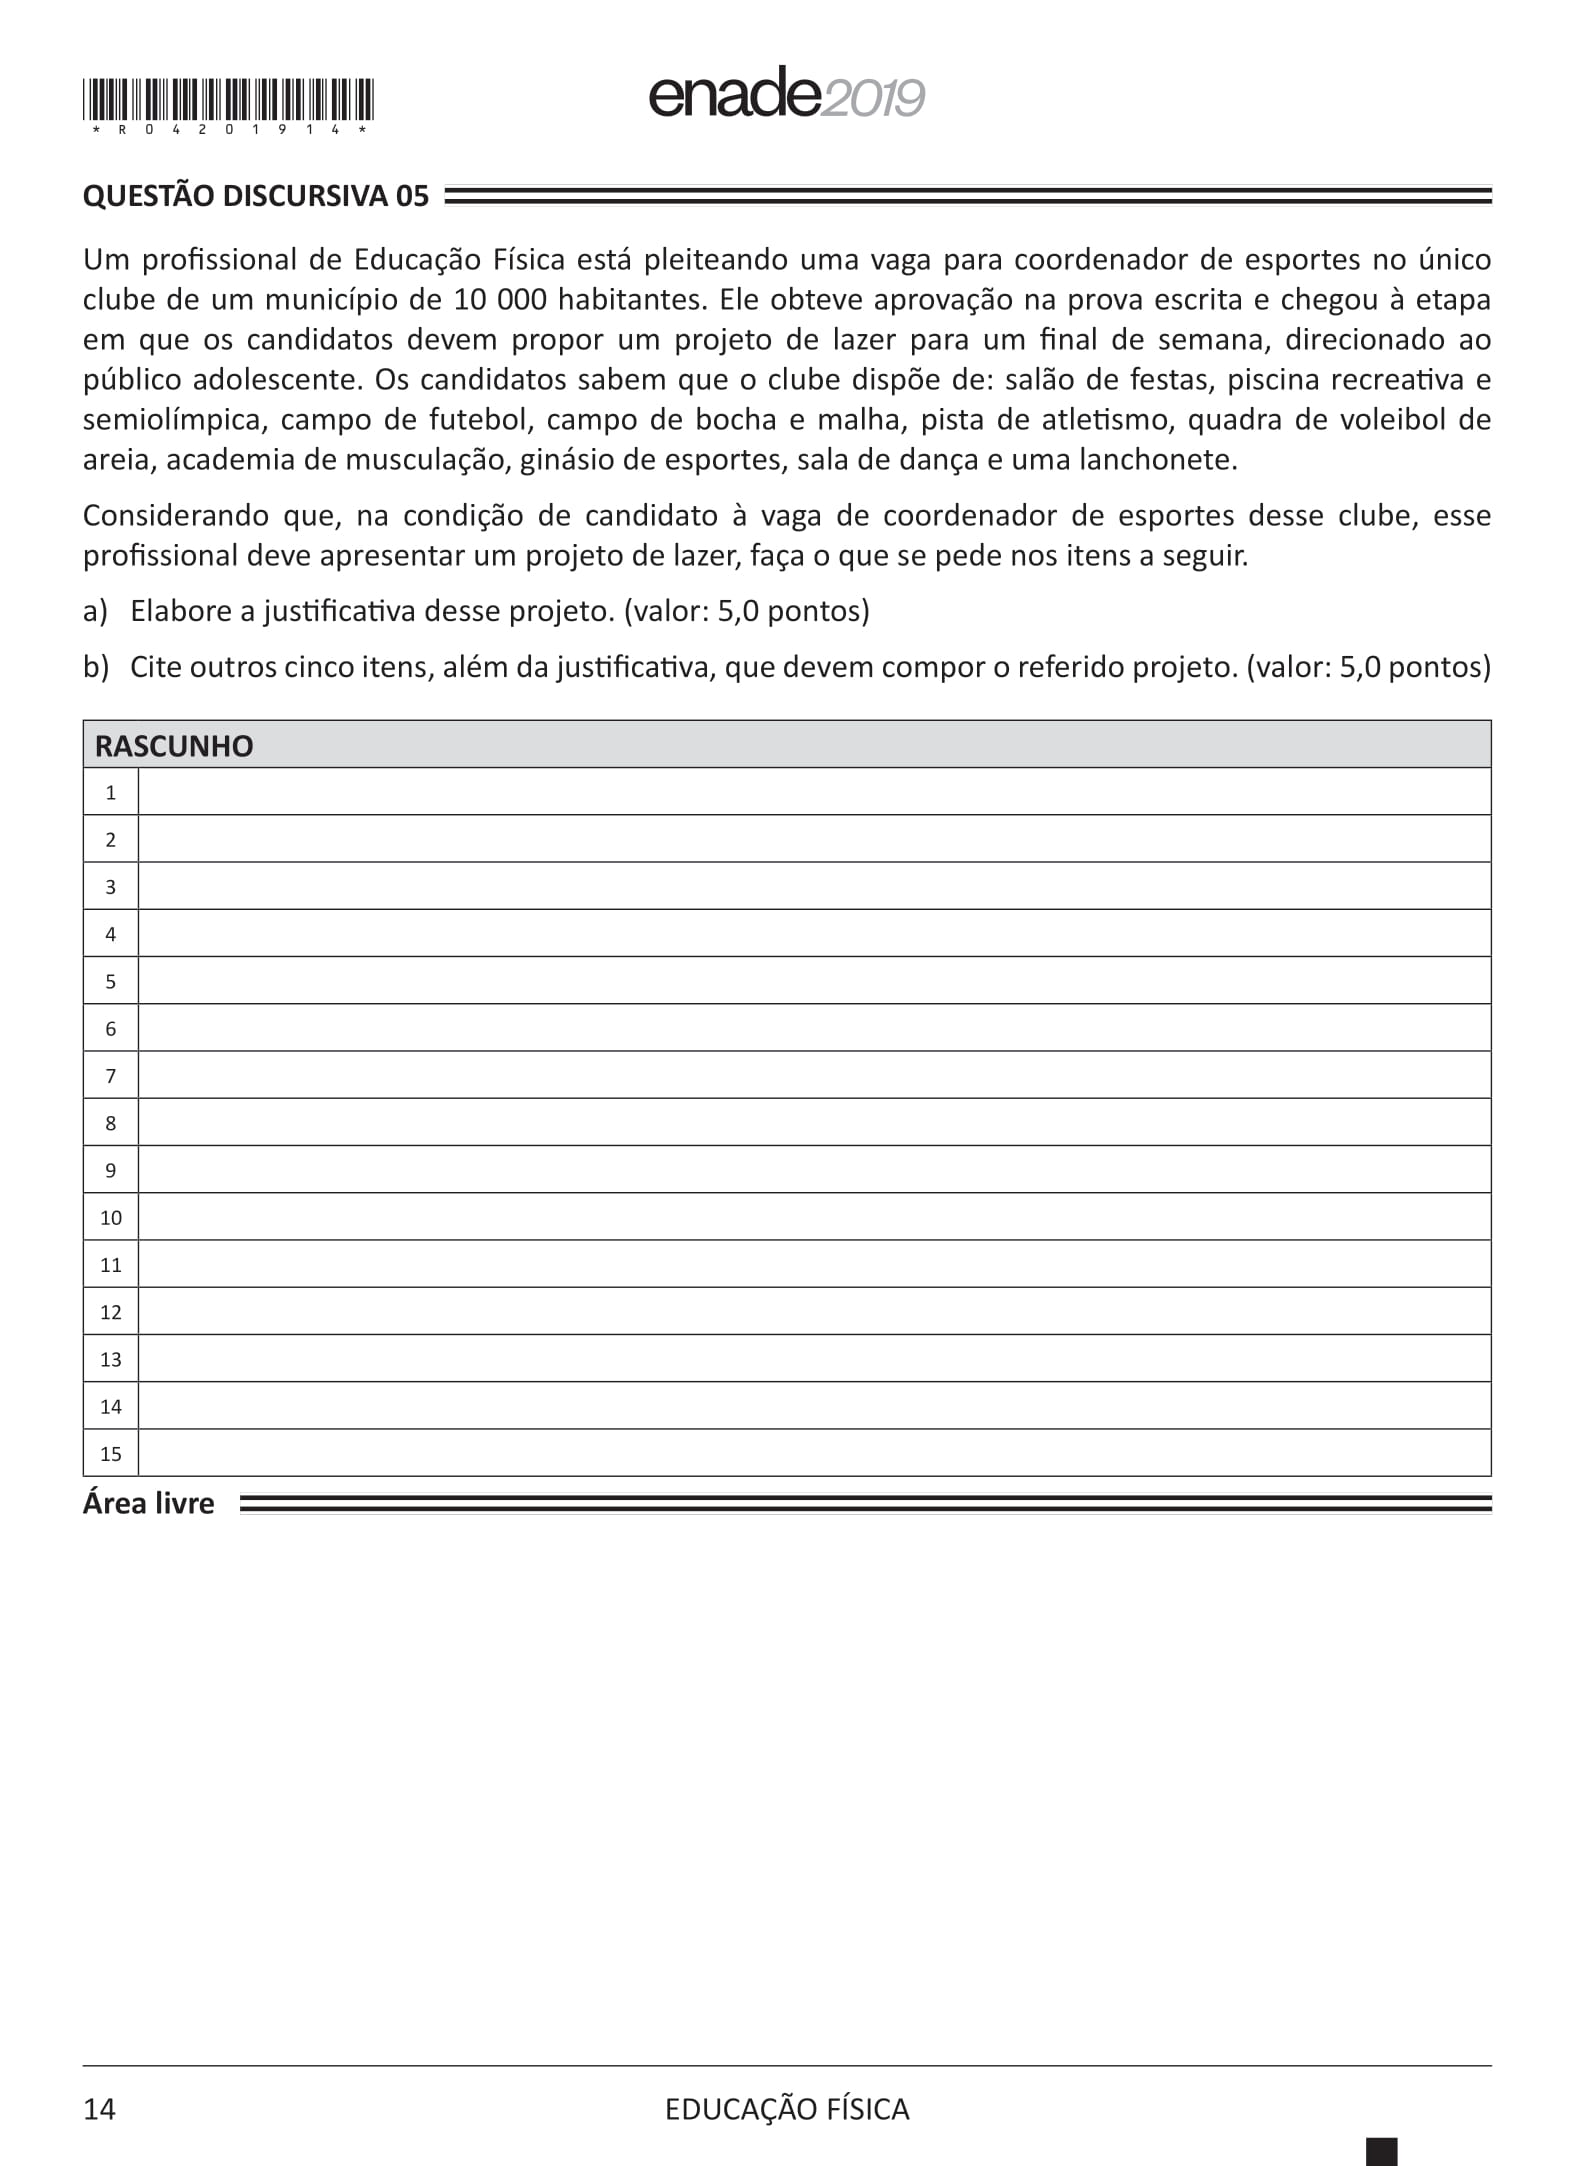 *R04201914*
enade2019
QUESTÃO DISCURSIVA 05
Um profissional de Educação Física está pleiteando uma vaga para coordenador de esportes no único
clube de um município de 10 000 habitantes. Ele obteve aprovação na prova escrita e chegou à etapa
em que os candidatos devem propor um projeto de lazer para um final de semana, direcionado ao
público adolescente. Os candidatos sabem que o clube dispõe de: salão de festas, piscina recreativa e
semiolímpica, campo de futebol, campo de bocha e malha, pista de atletismo, quadra de voleibol de
areia, academia de musculação, ginásio de esportes, sala de dança e uma lanchonete.
Considerando que, na condição de candidato à vaga de coordenador de esportes desse clube, esse
profissional deve apresentar um projeto de lazer, faça o que se pede nos itens a seguir.
a) Elabore a justificativa desse projeto. (valor: 5,0 pontos)
b) Cite outros cinco itens, além da justificativa, que devem compor o referido projeto. (valor: 5,0 pontos)
RASCUNHO
1
2
3
4
5
6
7
8
9
10
11
12
13
14
15
Área livre
14 EDUCAÇÃO FÍSICA